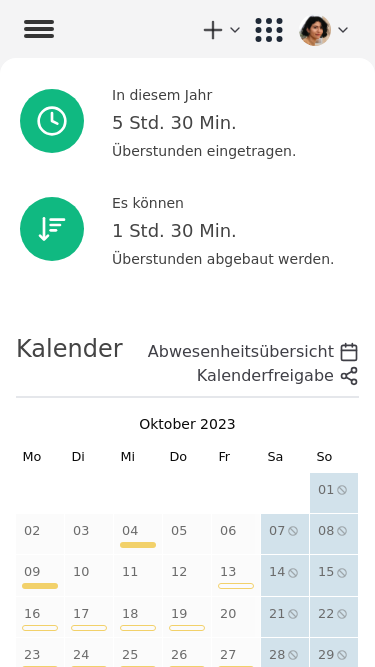 In diesem Jahr
5 Std. 30 Min.
Überstunden eingetragen.
Es können
1 Std. 30 Min.
Überstunden abgebaut werden.
Kalender
Abwesenheitsübersicht
Kalenderfreigabe
Oktober 2023
Mo Di Mi Do Fr Sa So
01
02 03 04 05 06 07 08
09 10 11 12 13 14 15
16 17 18 19 20 21 22
23 24 25 26 27 28 29